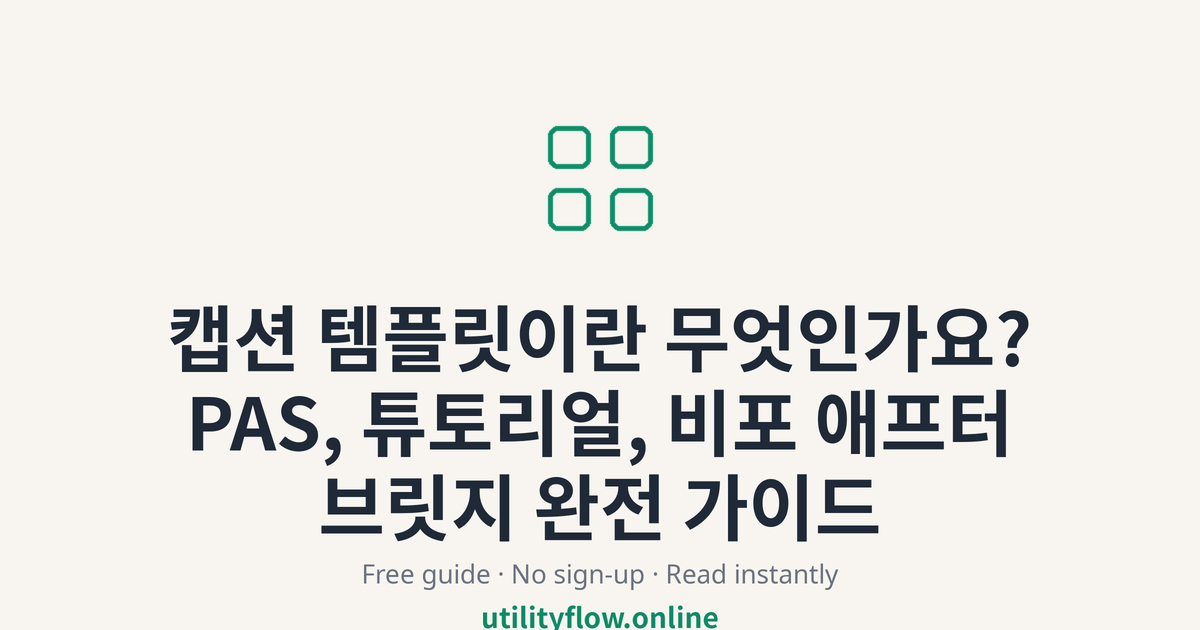 캡션 템플릿이란 무엇인가요?
PAS, 튜토리얼, 비포 애프터
브릿지 완전 가이드
Free guide · No sign-up · Read instantly
utilityflow.online